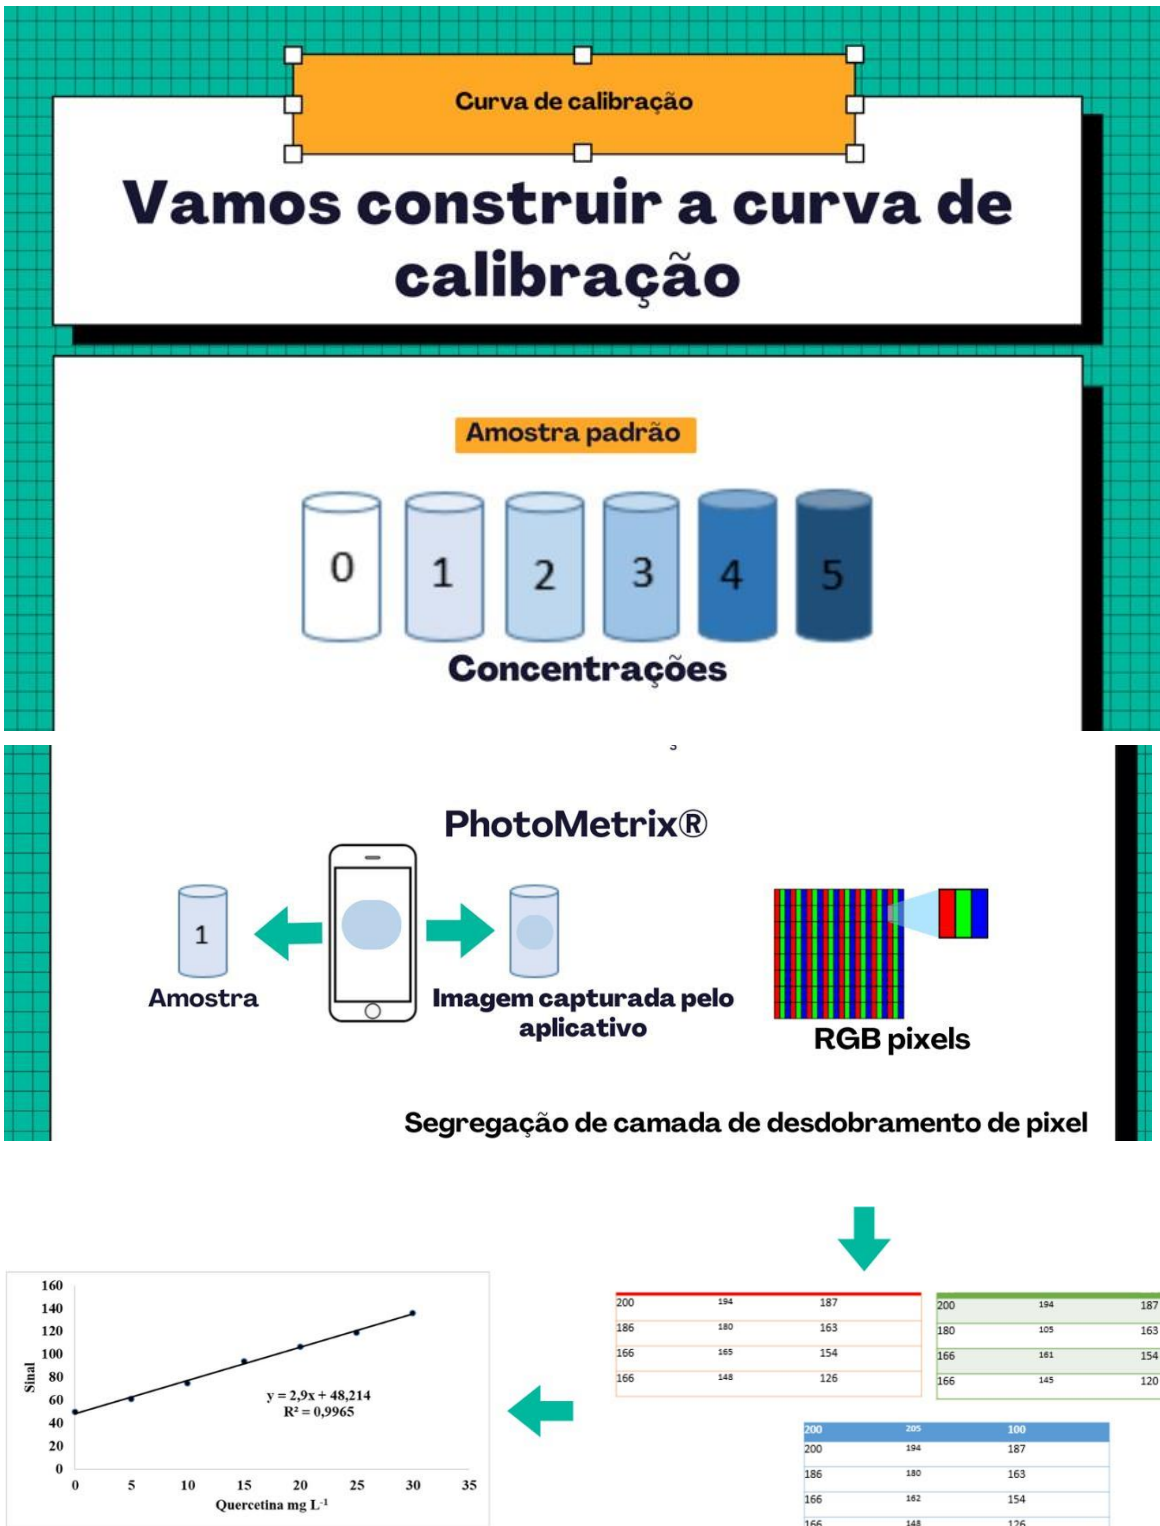 Curva de calibração
Vamos construir a curva de
calibração
Amostra padrão
0 1 2 3 4 5
Concentrações
PhotoMetrix®
1
Amostra
Imagem capturada pelo
aplicativo
RGB pixels
Segregação de camada de desdobramento de pixel
160
140
120
100
80
60
40
20
0
Sinal
y = 2,9x + 48,214
R² = 0,9965
0 5 10 15 20 25 30 35
Quercetina mg L⁻¹
200 194 187
186 180 163
166 165 154
166 148 126
200 194 187
180 105 163
166 161 154
166 145 120
200 205 100
200 194 187
186 180 163
166 162 154
166 148 126